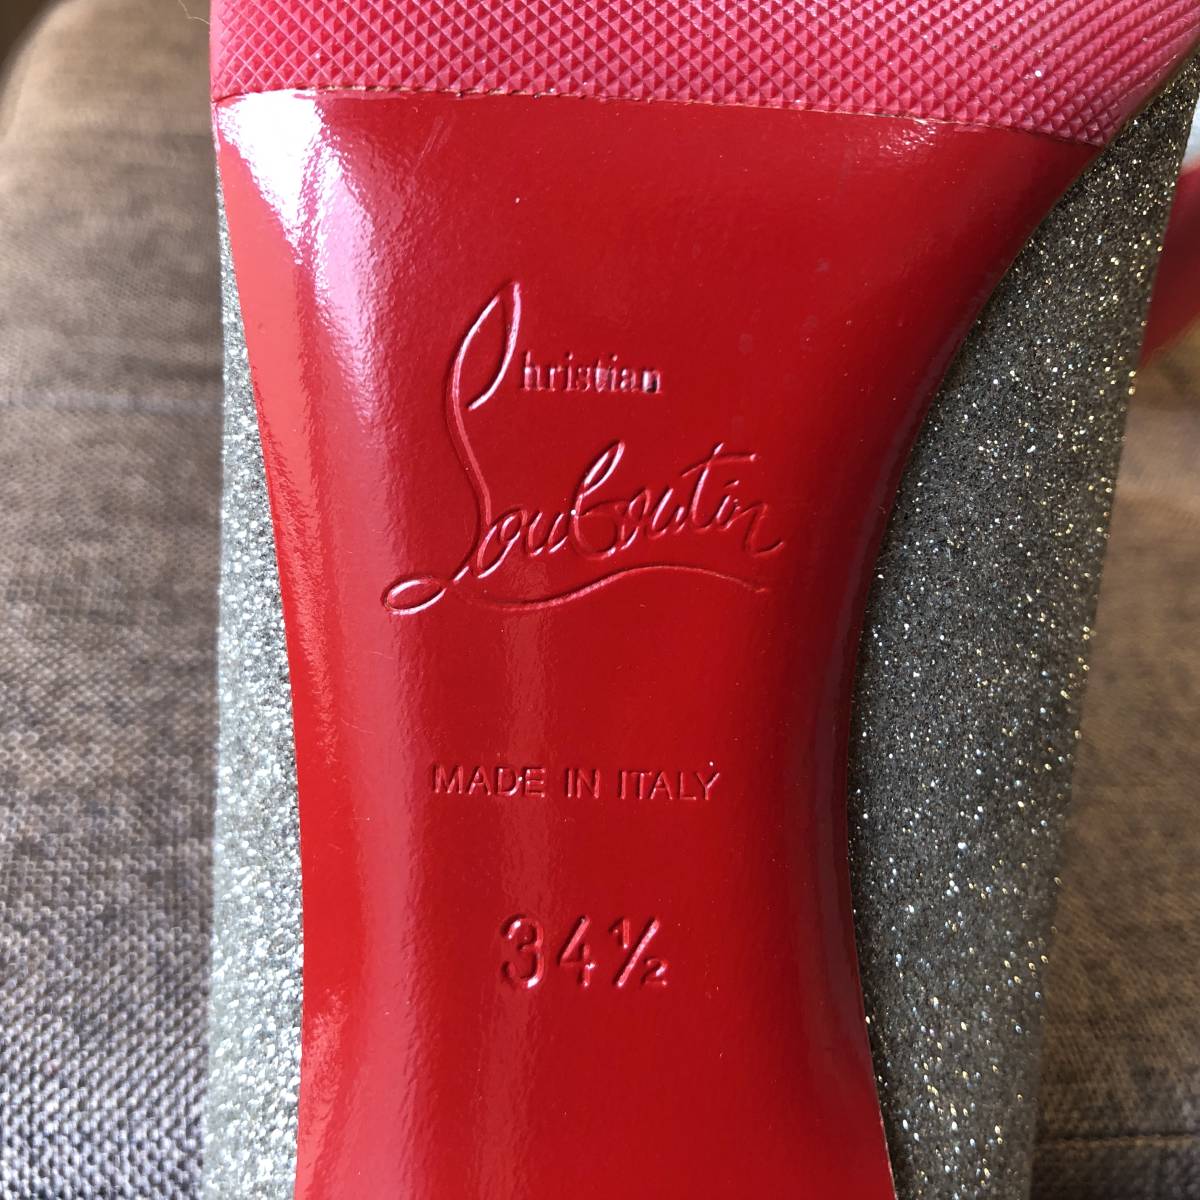 Christian
Louboutin
MADE IN ITALY
34½